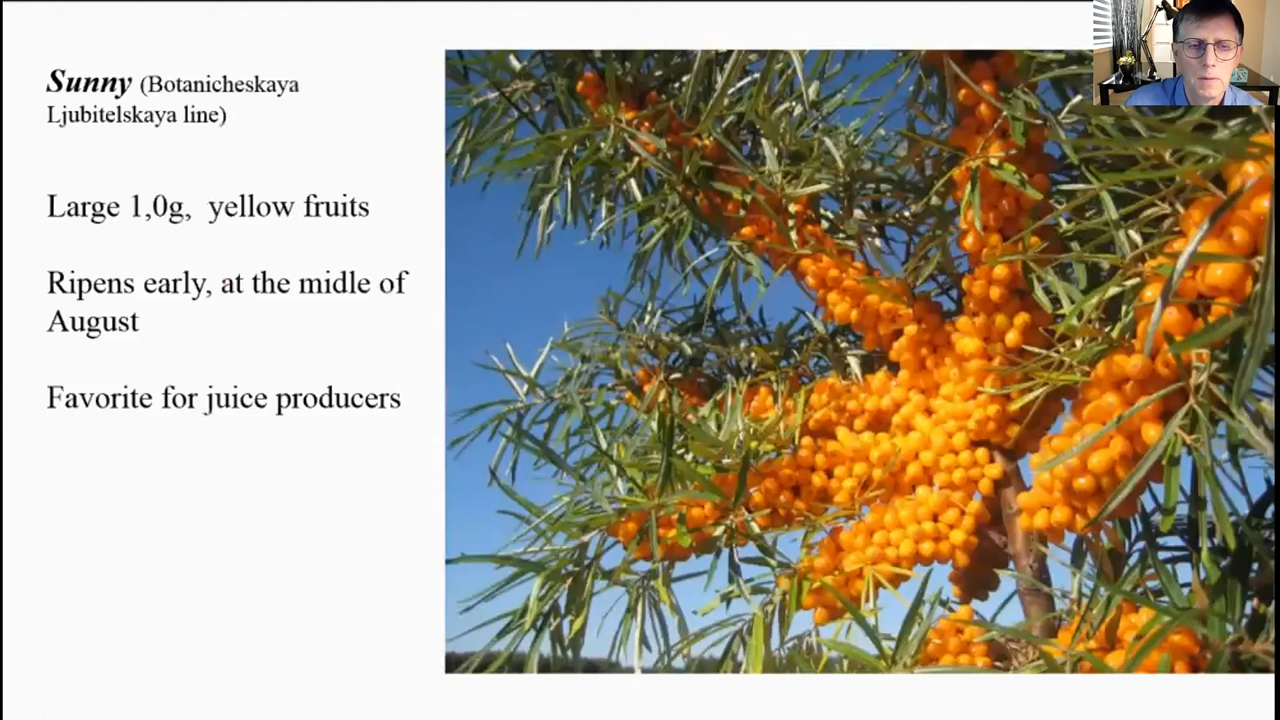 Sunny (Botanicheskaya
Ljubitelskaya line)
Large 1,0g, yellow fruits
Ripens early, at the midle of
August
Favorite for juice producers